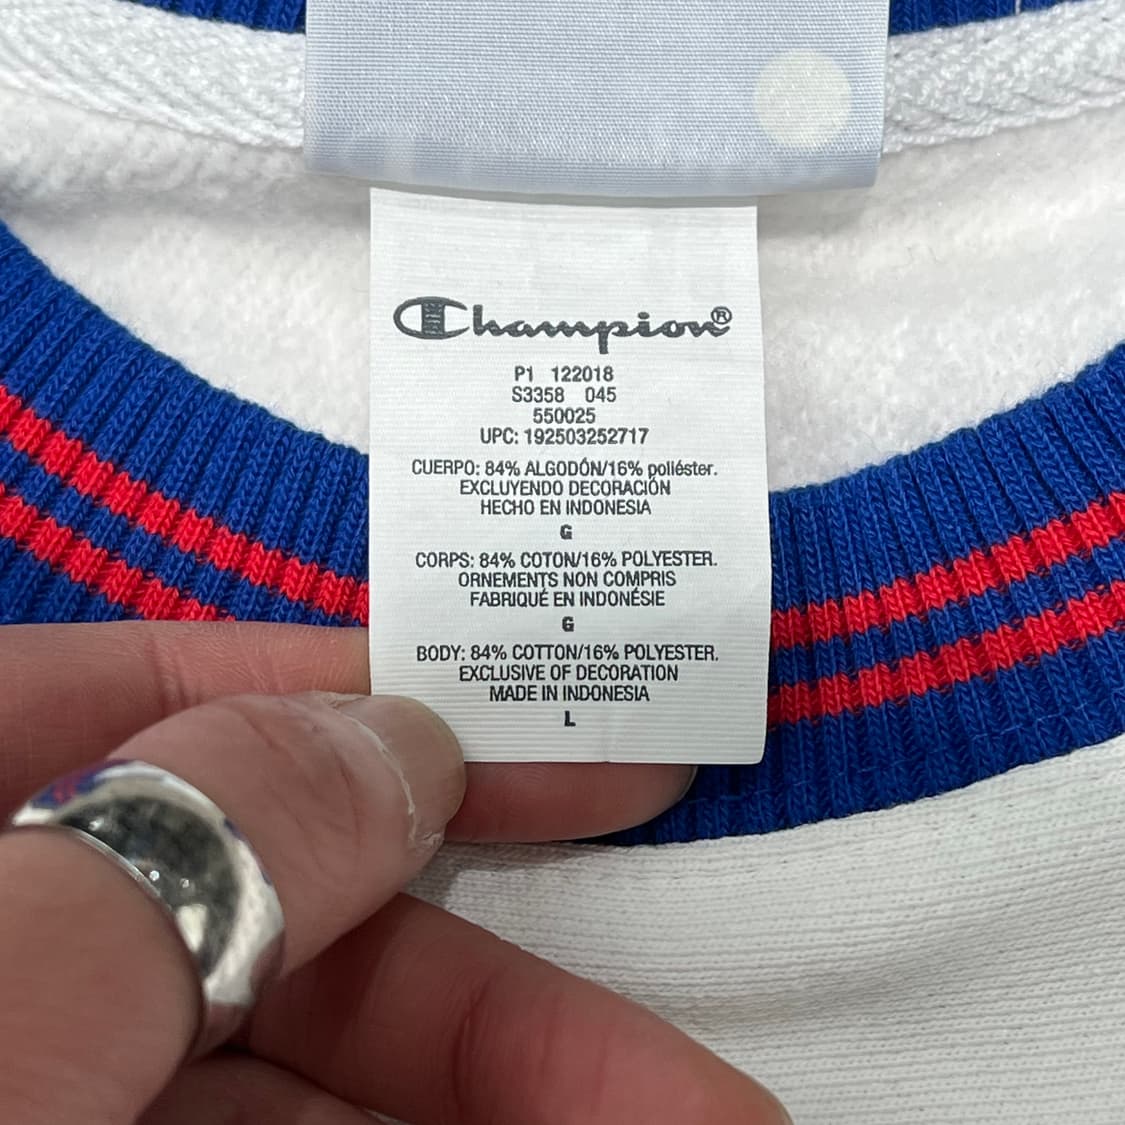 Champion®
P1 122018
S3358 045
550025
UPC: 192503252717
CUERPO: 84% ALGODÓN/16% poliéster.
EXCLUYENDO DECORACIÓN
HECHO EN INDONESIA
G
CORPS: 84% COTON/16% POLYESTER.
ORNEMENTS NON COMPRIS
FABRIQUÉ EN INDONÉSIE
G
BODY: 84% COTTON/16% POLYESTER.
EXCLUSIVE OF DECORATION
MADE IN INDONESIA
L